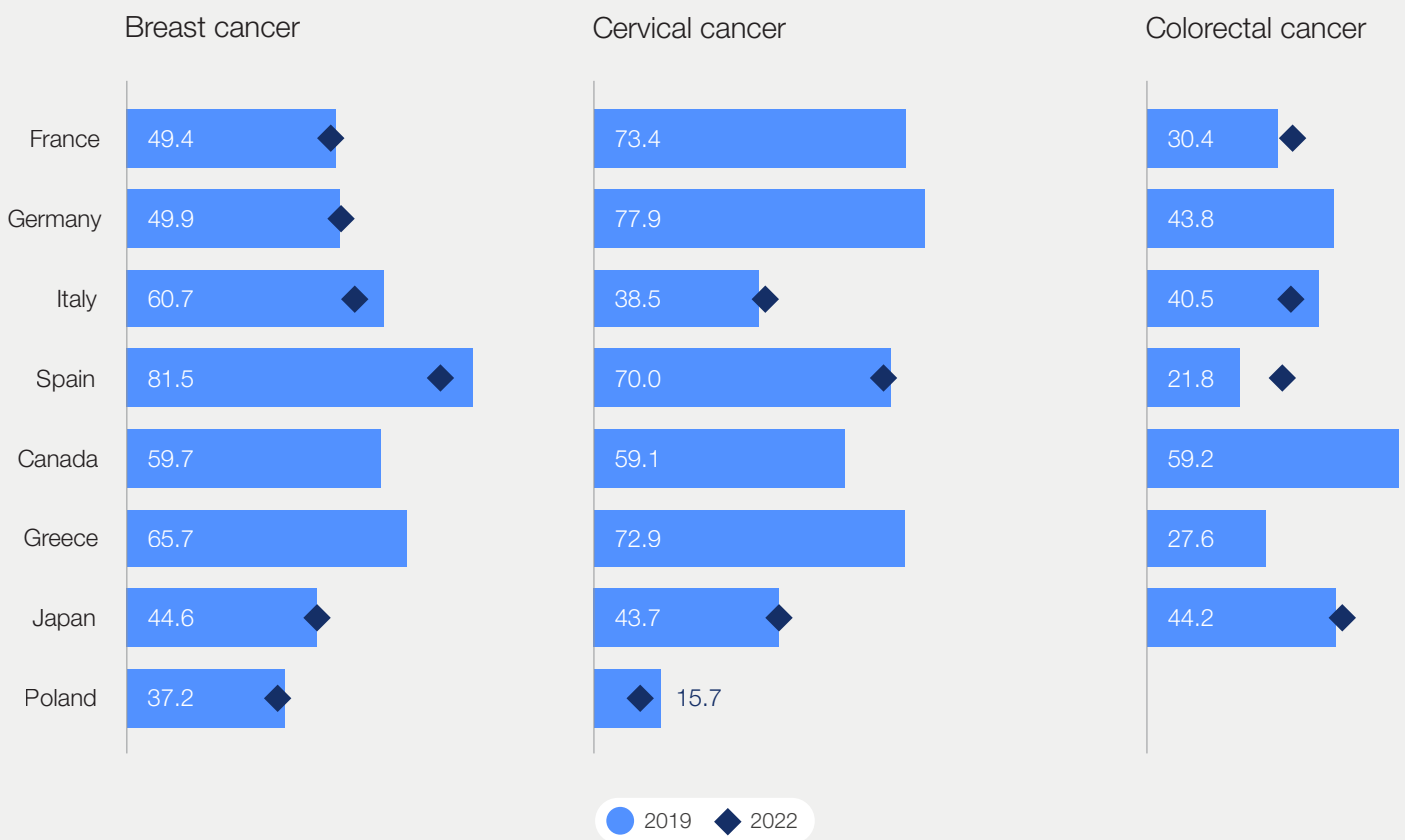 Breast cancer
Cervical cancer
Colorectal cancer
France 49.4 73.4 30.4
Germany 49.9 77.9 43.8
Italy 60.7 38.5 40.5
Spain 81.5 70.0 21.8
Canada 59.7 59.1 59.2
Greece 65.7 72.9 27.6
Japan 44.6 43.7 44.2
Poland 37.2 15.7
2019 2022